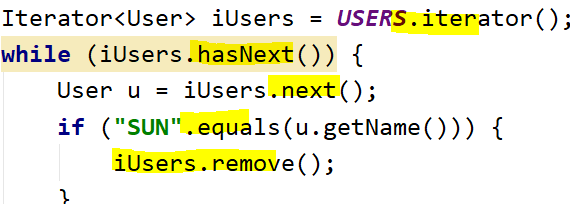 Iterator<User> iUsers = USERS.iterator();
while (iUsers.hasNext()) {
User u = iUsers.next();
if ("SUN".equals(u.getName())) {
iUsers.remove();
}